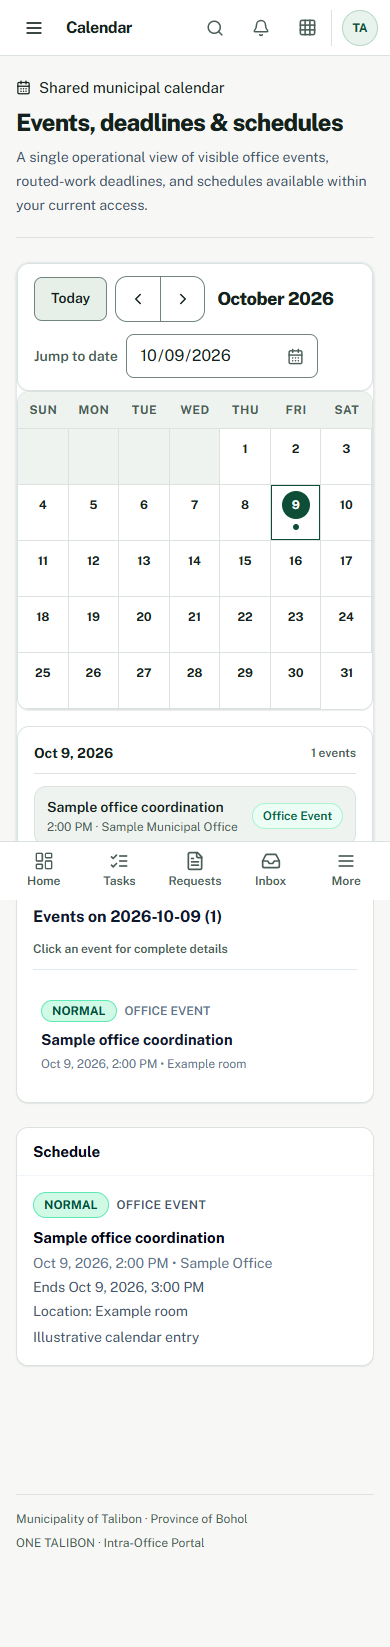 Calendar
TA
Shared municipal calendar
Events, deadlines & schedules
A single operational view of visible office events,
routed-work deadlines, and schedules available within
your current access.
Today
October 2026
Jump to date 10/09/2026
SUN MON TUE WED THU FRI SAT
1 2 3
4 5 6 7 8 9 10
11 12 13 14 15 16 17
18 19 20 21 22 23 24
25 26 27 28 29 30 31
Oct 9, 2026 1 events
Sample office coordination
2:00 PM · Sample Municipal Office
Office Event
Home Tasks Requests Inbox More
Events on 2026-10-09 (1)
Click an event for complete details
NORMAL OFFICE EVENT
Sample office coordination
Oct 9, 2026, 2:00 PM • Example room
Schedule
NORMAL OFFICE EVENT
Sample office coordination
Oct 9, 2026, 2:00 PM • Sample Office
Ends Oct 9, 2026, 3:00 PM
Location: Example room
Illustrative calendar entry
Municipality of Talibon · Province of Bohol
ONE TALIBON · Intra-Office Portal